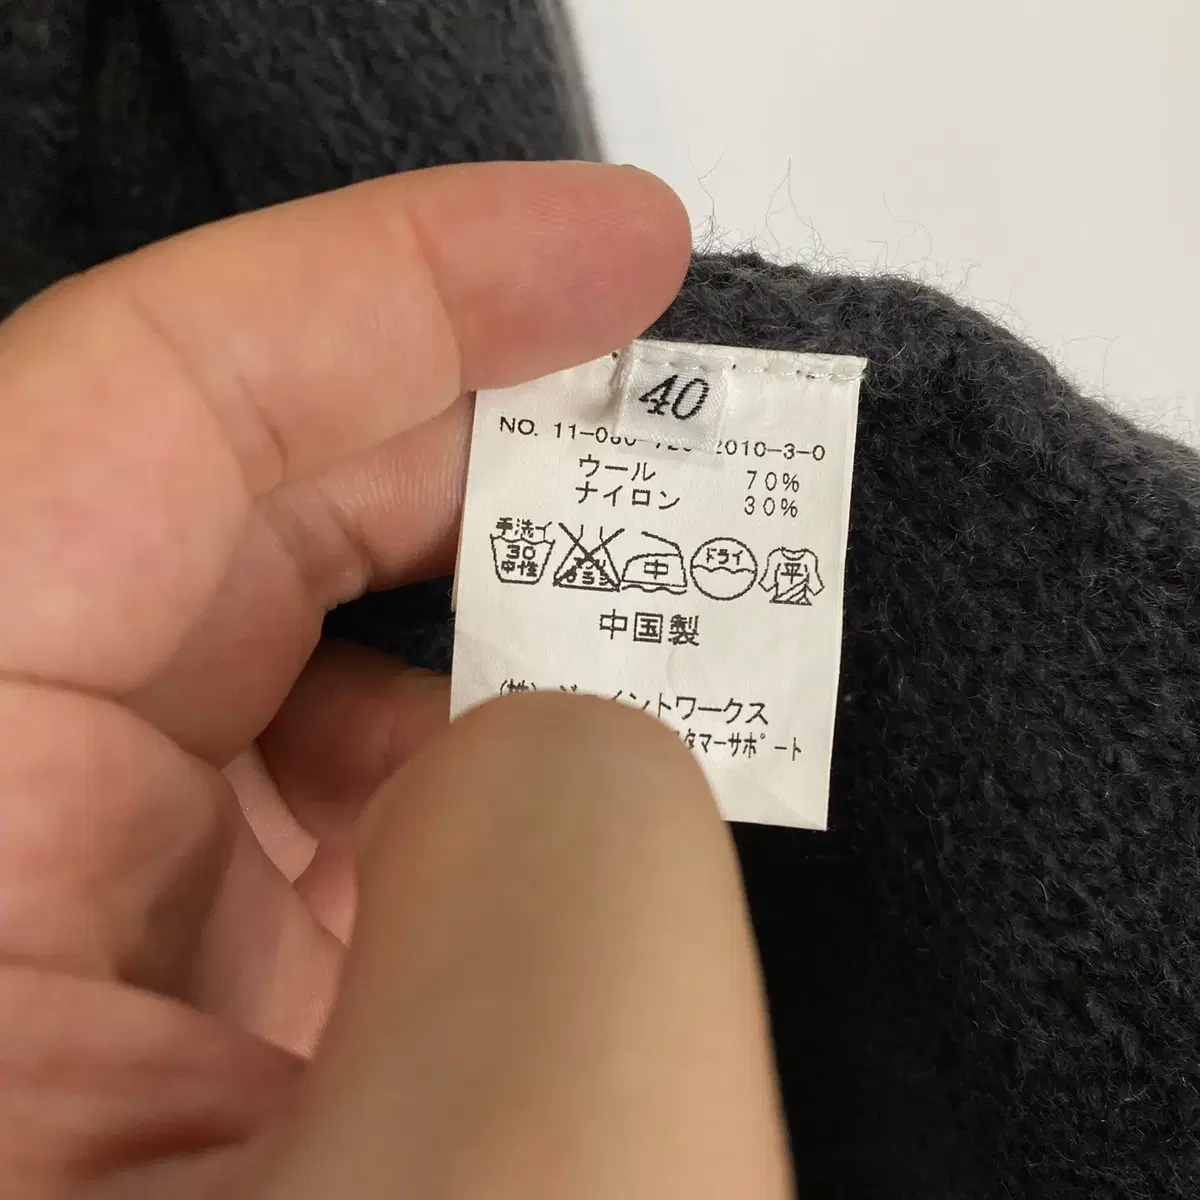 40
NO. 11-0 2010-3-0
ウール 70%
ナイロン 30%
手洗イ
30
中性
中
ドライ
平
中国製
イントワークス
タマーサポート